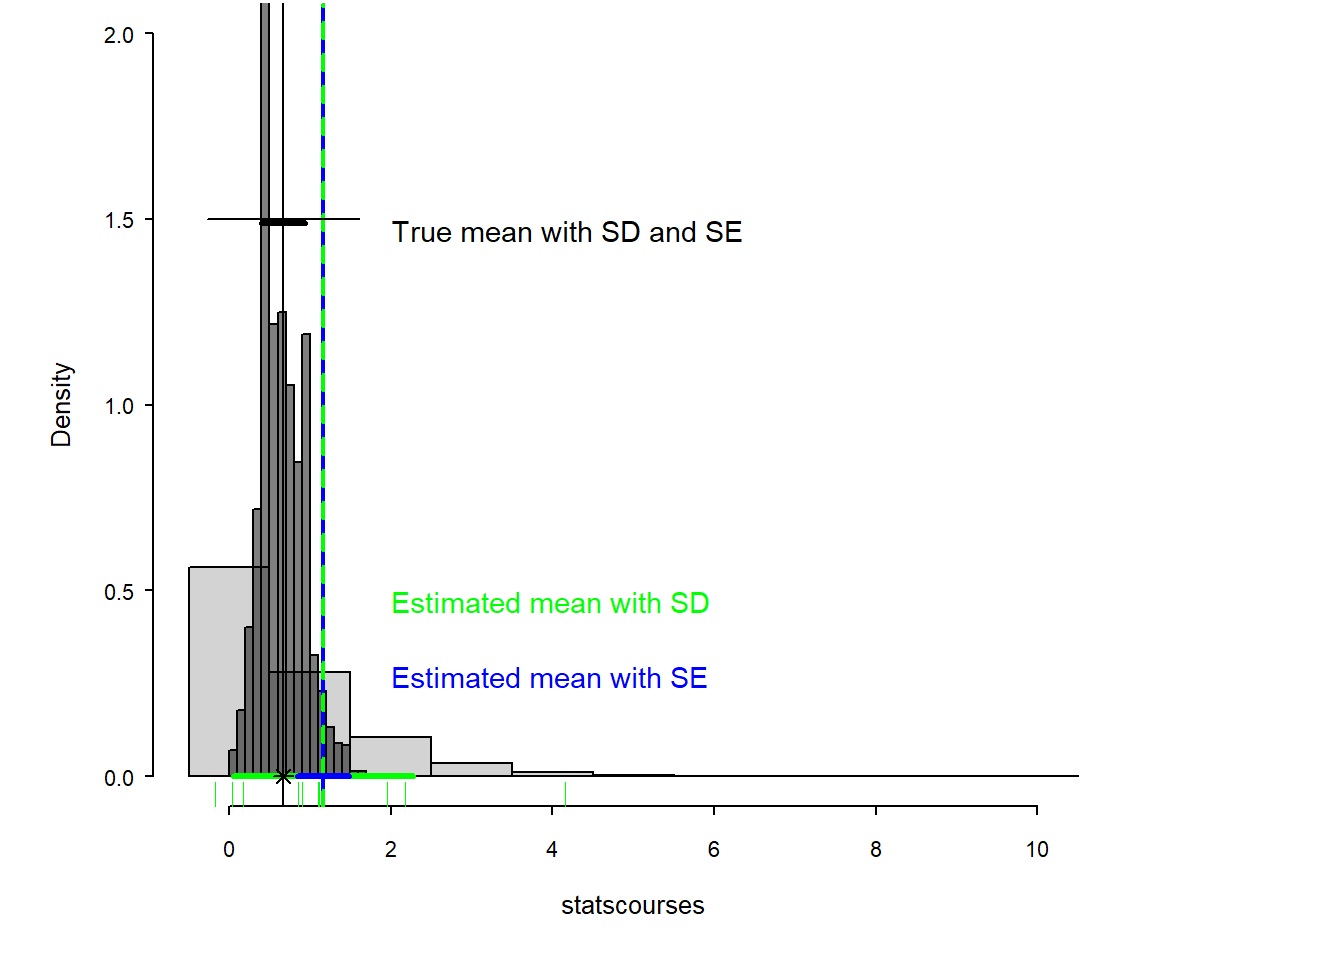 2.0
1.5
True mean with SD and SE
Density
1.0
0.5
Estimated mean with SD
Estimated mean with SE
0.0
0 2 4 6 8 10
statscourses